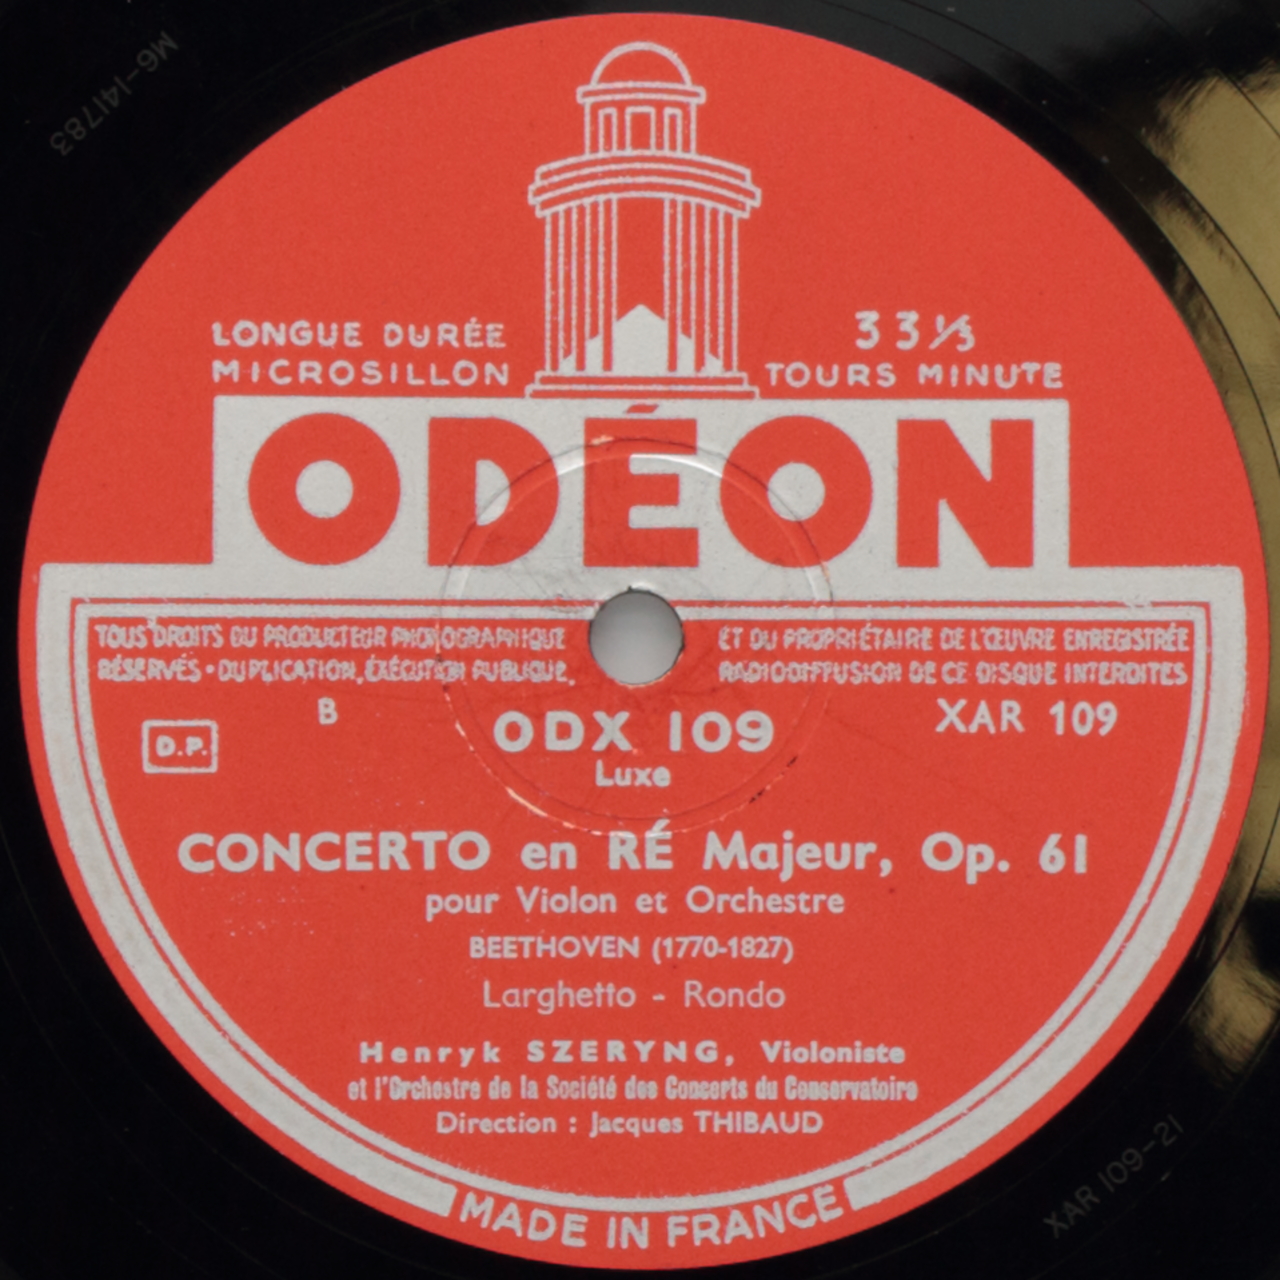 LONGUE DURÉE
MICROSILLON
33 1/3
TOURS MINUTE
ODÉON
TOUS DROITS DU PRODUCTEUR PHONOGRAPHIQUE
RÉSERVÉS • DUPLICATION, EXÉCUTION PUBLIQUE,
ET DU PROPRIÉTAIRE DE L'ŒUVRE ENREGISTRÉE
RADIODIFFUSION DE CE DISQUE INTERDITES
B
ODX 109
XAR 109
D.P.
Luxe
CONCERTO en RÉ Majeur, Op. 61
pour Violon et Orchestre
BEETHOVEN (1770-1827)
Larghetto - Rondo
Henryk SZERYNG, Violoniste
et l'Orchestre de la Société des Concerts du Conservatoire
Direction : Jacques THIBAUD
MADE IN FRANCE
M6-141783
XAR 109-21